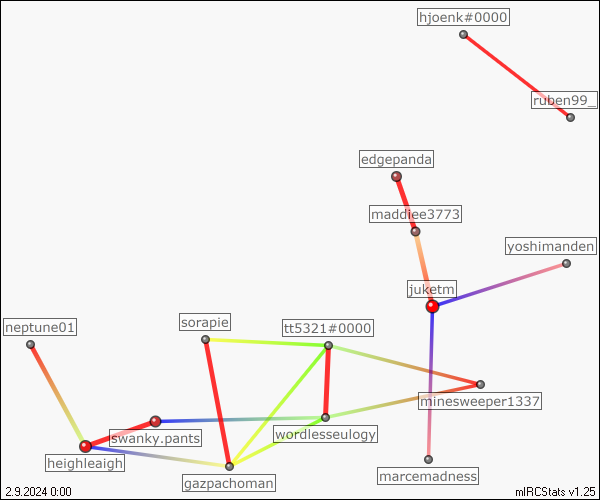 hjoenk#0000
ruben99_
edgepanda
maddiee3773
yoshimanden
juketm
sorapie
tt5321#0000
neptune01
minesweeper1337
swanky.pants
wordlesseulogy
heighleaigh
marcemadness
gazpachoman
2.9.2024 0:00
mIRCStats v1.25